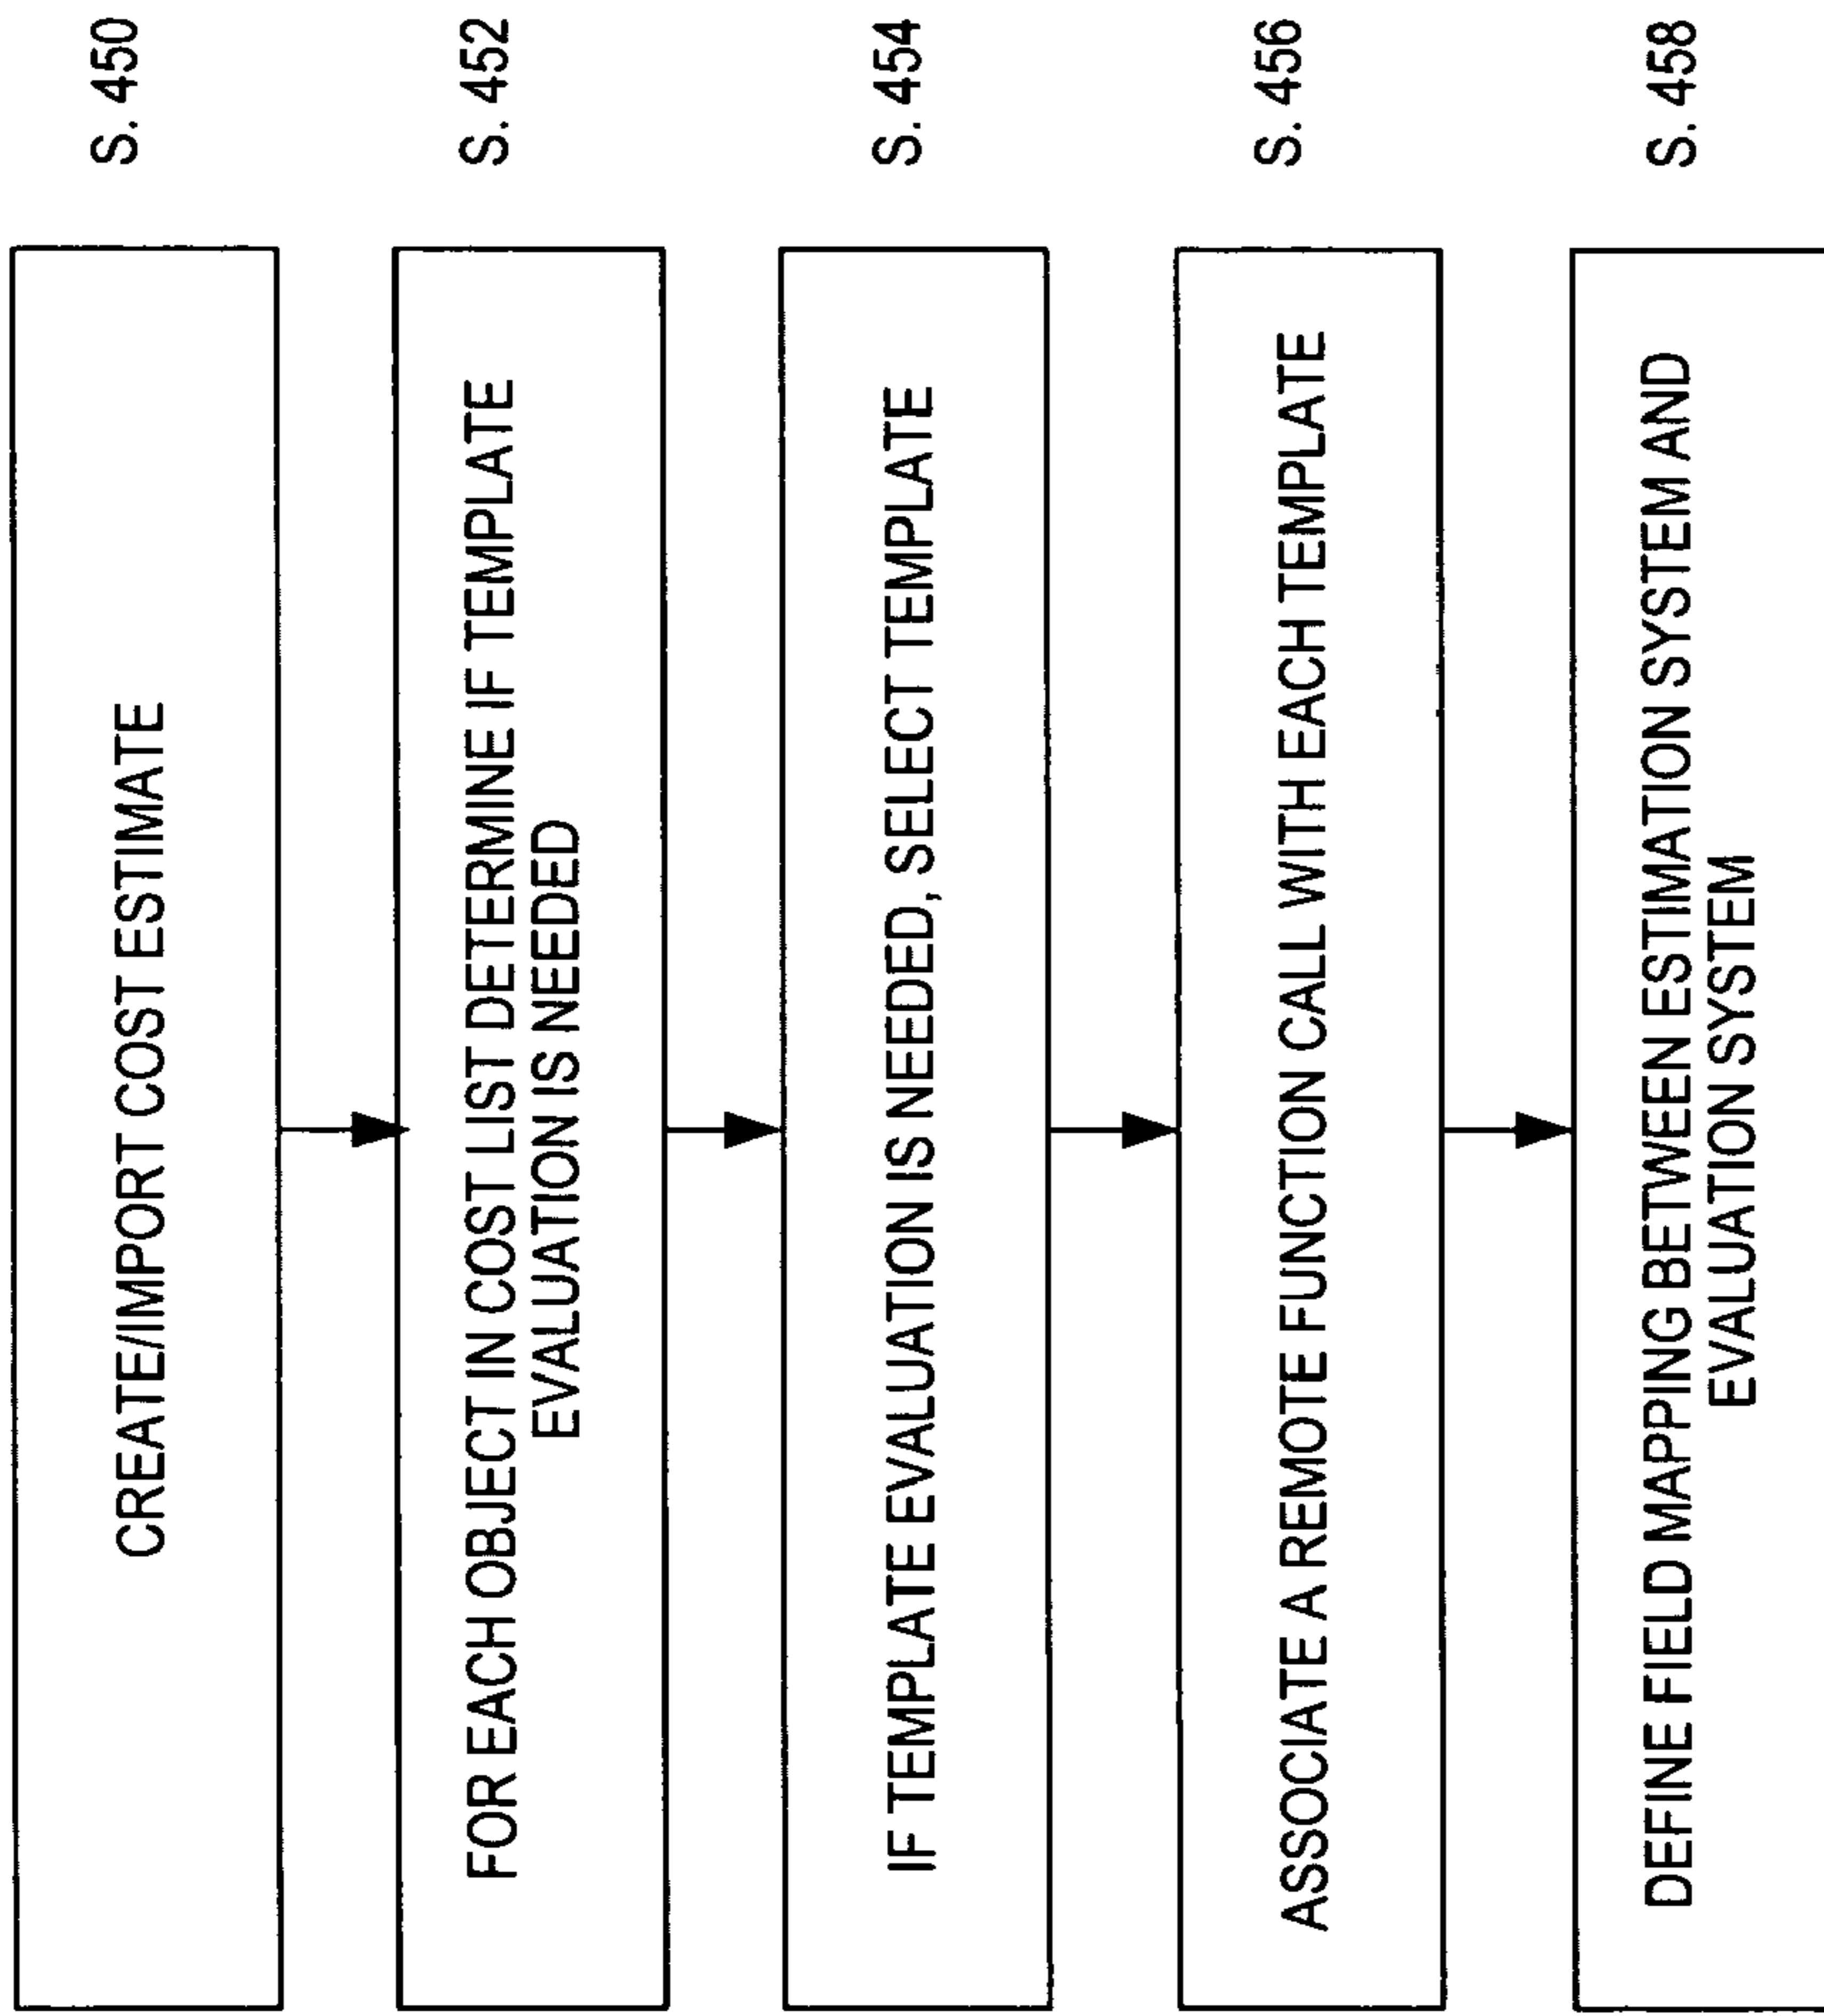 CREATE/IMPORT COST ESTIMATE
S. 450
FOR EACH OBJECT IN COST LIST DETERMINE IF TEMPLATE
EVALUATION IS NEEDED
S. 452
IF TEMPLATE EVALUATION IS NEEDED, SELECT TEMPLATE
S. 454
ASSOCIATE A REMOTE FUNCTION CALL WITH EACH TEMPLATE
S. 456
DEFINE FIELD MAPPING BETWEEN ESTIMATION SYSTEM AND
EVALUATION SYSTEM
S. 458